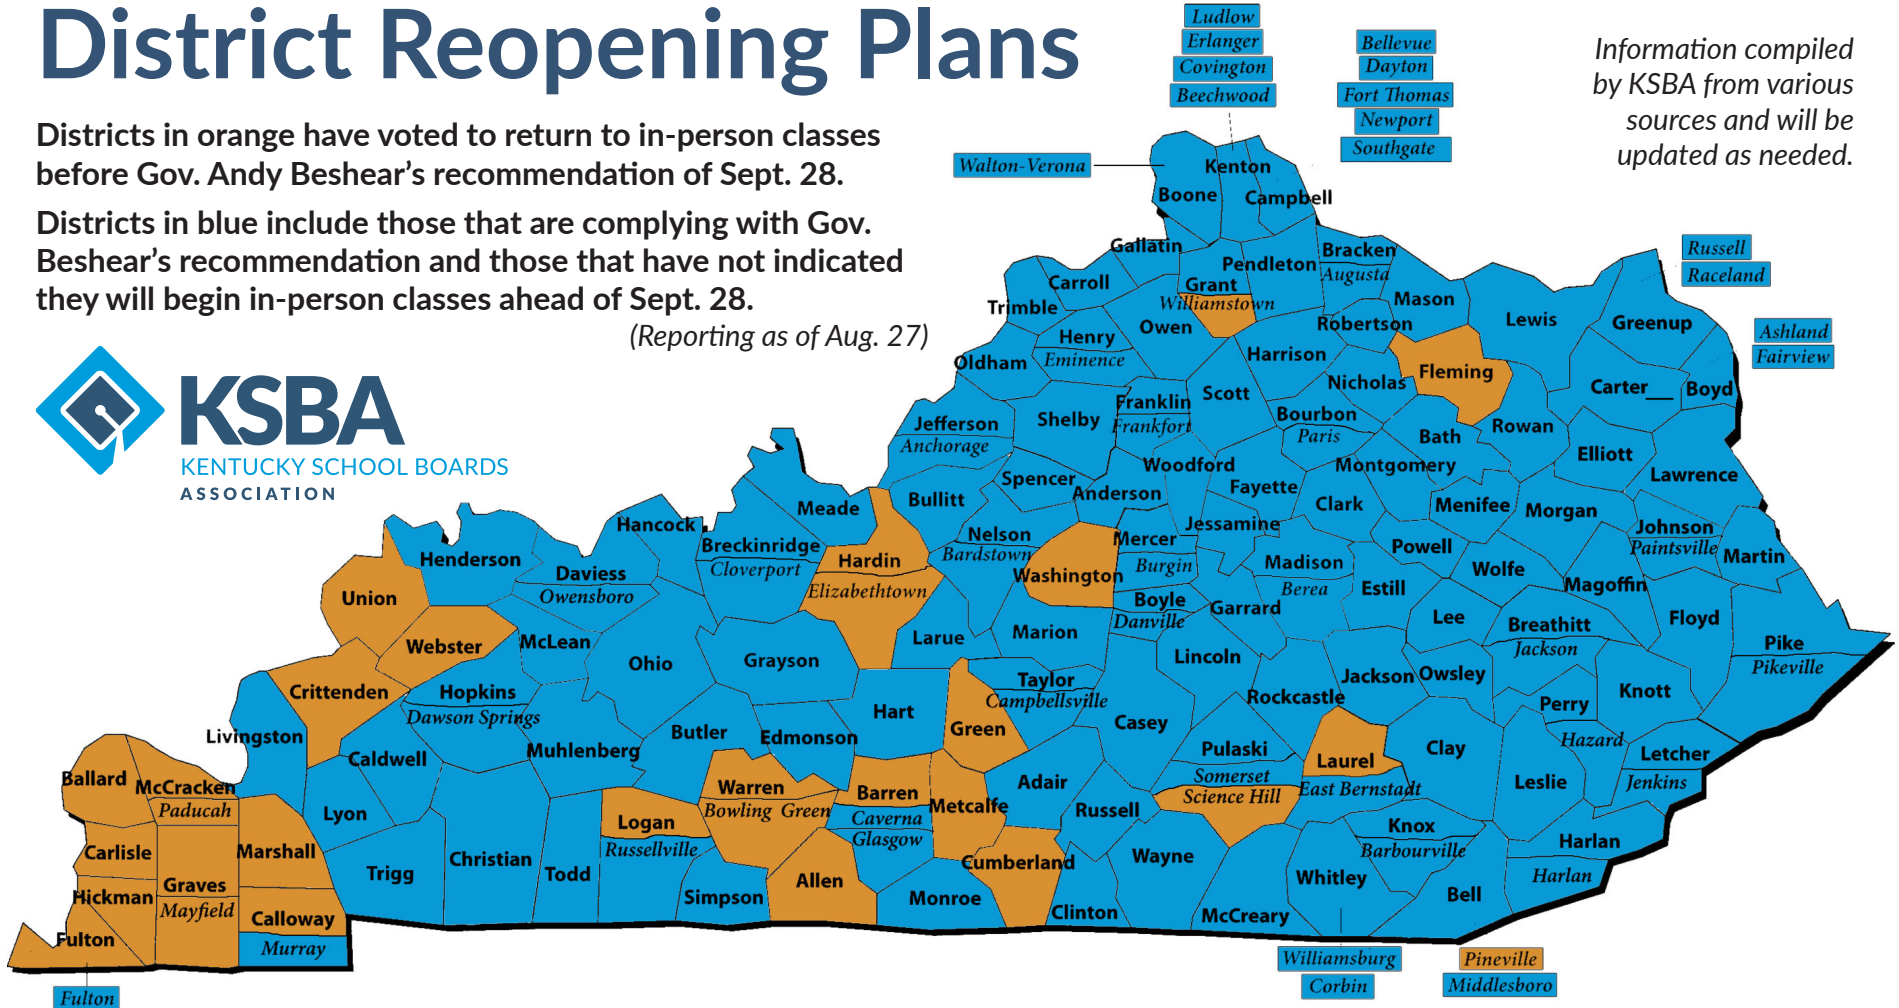 District Reopening Plans
Districts in orange have voted to return to in-person classes
before Gov. Andy Beshear's recommendation of Sept. 28.
Districts in blue include those that are complying with Gov.
Beshear's recommendation and those that have not indicated
they will begin in-person classes ahead of Sept. 28.
(Reporting as of Aug. 27)
Information compiled
by KSBA from various
sources and will be
updated as needed.
KSBA
KENTUCKY SCHOOL BOARDS
ASSOCIATION
Ludlow
Erlanger
Covington
Beechwood
Bellevue
Dayton
Fort Thomas
Newport
Southgate
Walton-Verona
Kenton
Boone
Campbell
Gallatin
Pendleton
Bracken
Augusta
Russell
Raceland
Carroll
Grant
Williamstown
Trimble
Owen
Mason
Robertson
Lewis
Greenup
Ashland
Fairview
Henry
Eminence
Oldham
Harrison
Nicholas
Fleming
Carter
Boyd
Scott
Franklin
Frankfort
Shelby
Jefferson
Anchorage
Bourbon
Paris
Bath
Rowan
Elliott
Lawrence
Woodford
Montgomery
Spencer
Anderson
Fayette
Clark
Menifee
Morgan
Bullitt
Meade
Jessamine
Johnson
Paintsville
Martin
Hancock
Nelson
Bardstown
Mercer
Burgin
Powell
Breckinridge
Cloverport
Hardin
Elizabethtown
Washington
Madison
Berea
Estill
Wolfe
Magoffin
Henderson
Daviess
Owensboro
Union
Boyle
Danville
Garrard
Lee
Breathitt
Jackson
Floyd
Pike
Pikeville
Webster
McLean
Ohio
Grayson
Larue
Marion
Lincoln
Jackson
Owsley
Crittenden
Hopkins
Dawson Springs
Taylor
Campbellsville
Rockcastle
Perry
Hazard
Knott
Livingston
Caldwell
Muhlenberg
Butler
Edmonson
Hart
Green
Casey
Pulaski
Somerset
Science Hill
Laurel
East Bernstadt
Clay
Leslie
Letcher
Jenkins
Ballard
McCracken
Paducah
Lyon
Warren
Bowling Green
Barren
Caverna
Glasgow
Metcalfe
Adair
Russell
Logan
Russellville
Knox
Barbourville
Harlan
Harlan
Carlisle
Marshall
Trigg
Christian
Todd
Simpson
Allen
Monroe
Cumberland
Wayne
Whitley
Bell
Hickman
Graves
Mayfield
Calloway
Murray
Clinton
McCreary
Fulton
Fulton
Williamsburg
Corbin
Pineville
Middlesboro